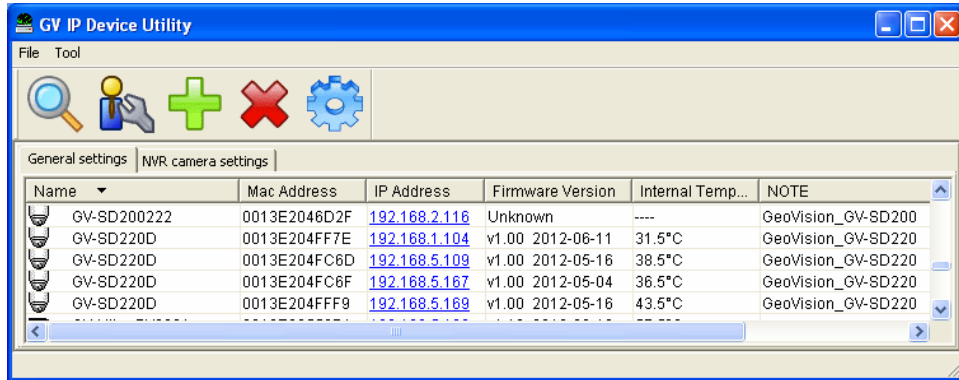 GV IP Device Utility
File Tool
General settings NVR camera settings
Name Mac Address IP Address Firmware Version Internal Temp... NOTE
GV-SD200222 0013E2046D2F 192.168.2.116 Unknown ---- GeoVision_GV-SD200
GV-SD220D 0013E204FF7E 192.168.1.104 v1.00 2012-06-11 31.5°C GeoVision_GV-SD220
GV-SD220D 0013E204FC6D 192.168.5.109 v1.00 2012-05-16 38.5°C GeoVision_GV-SD220
GV-SD220D 0013E204FC6F 192.168.5.167 v1.00 2012-05-04 36.5°C GeoVision_GV-SD220
GV-SD220D 0013E204FFF9 192.168.5.169 v1.00 2012-05-16 43.5°C GeoVision_GV-SD220